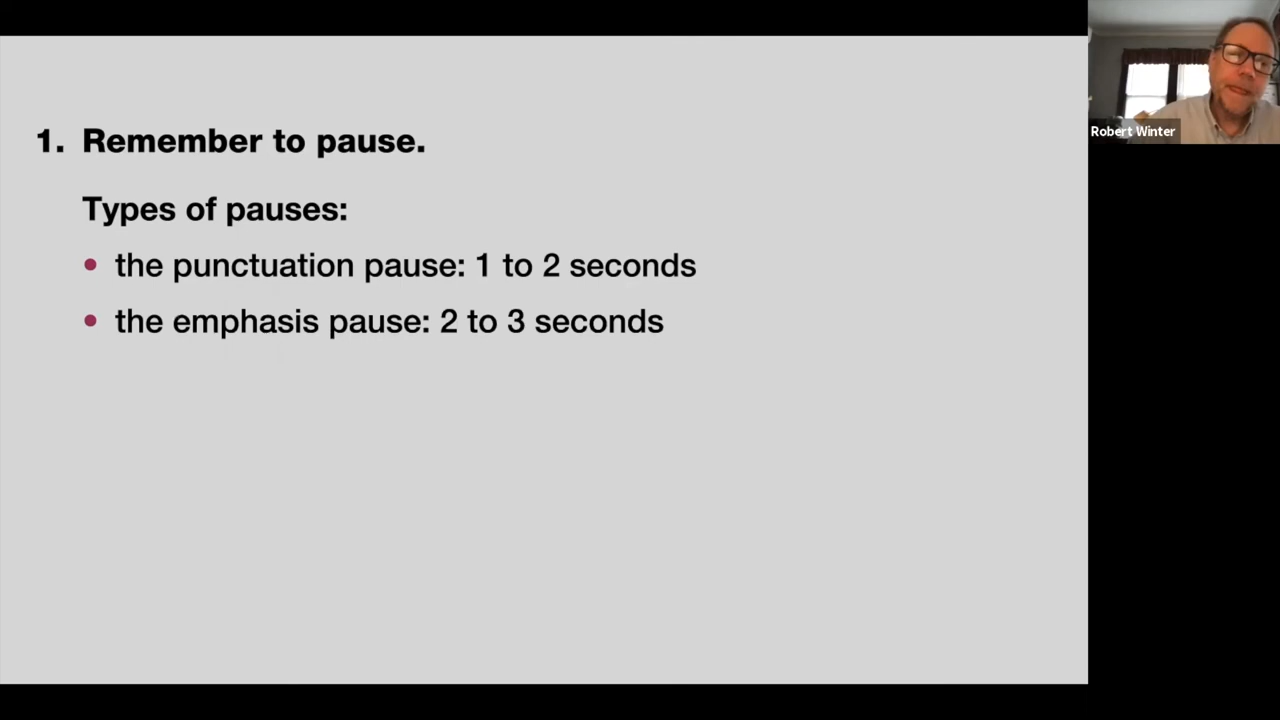 1. Remember to pause.
Types of pauses:
• the punctuation pause: 1 to 2 seconds
• the emphasis pause: 2 to 3 seconds
Robert Winter